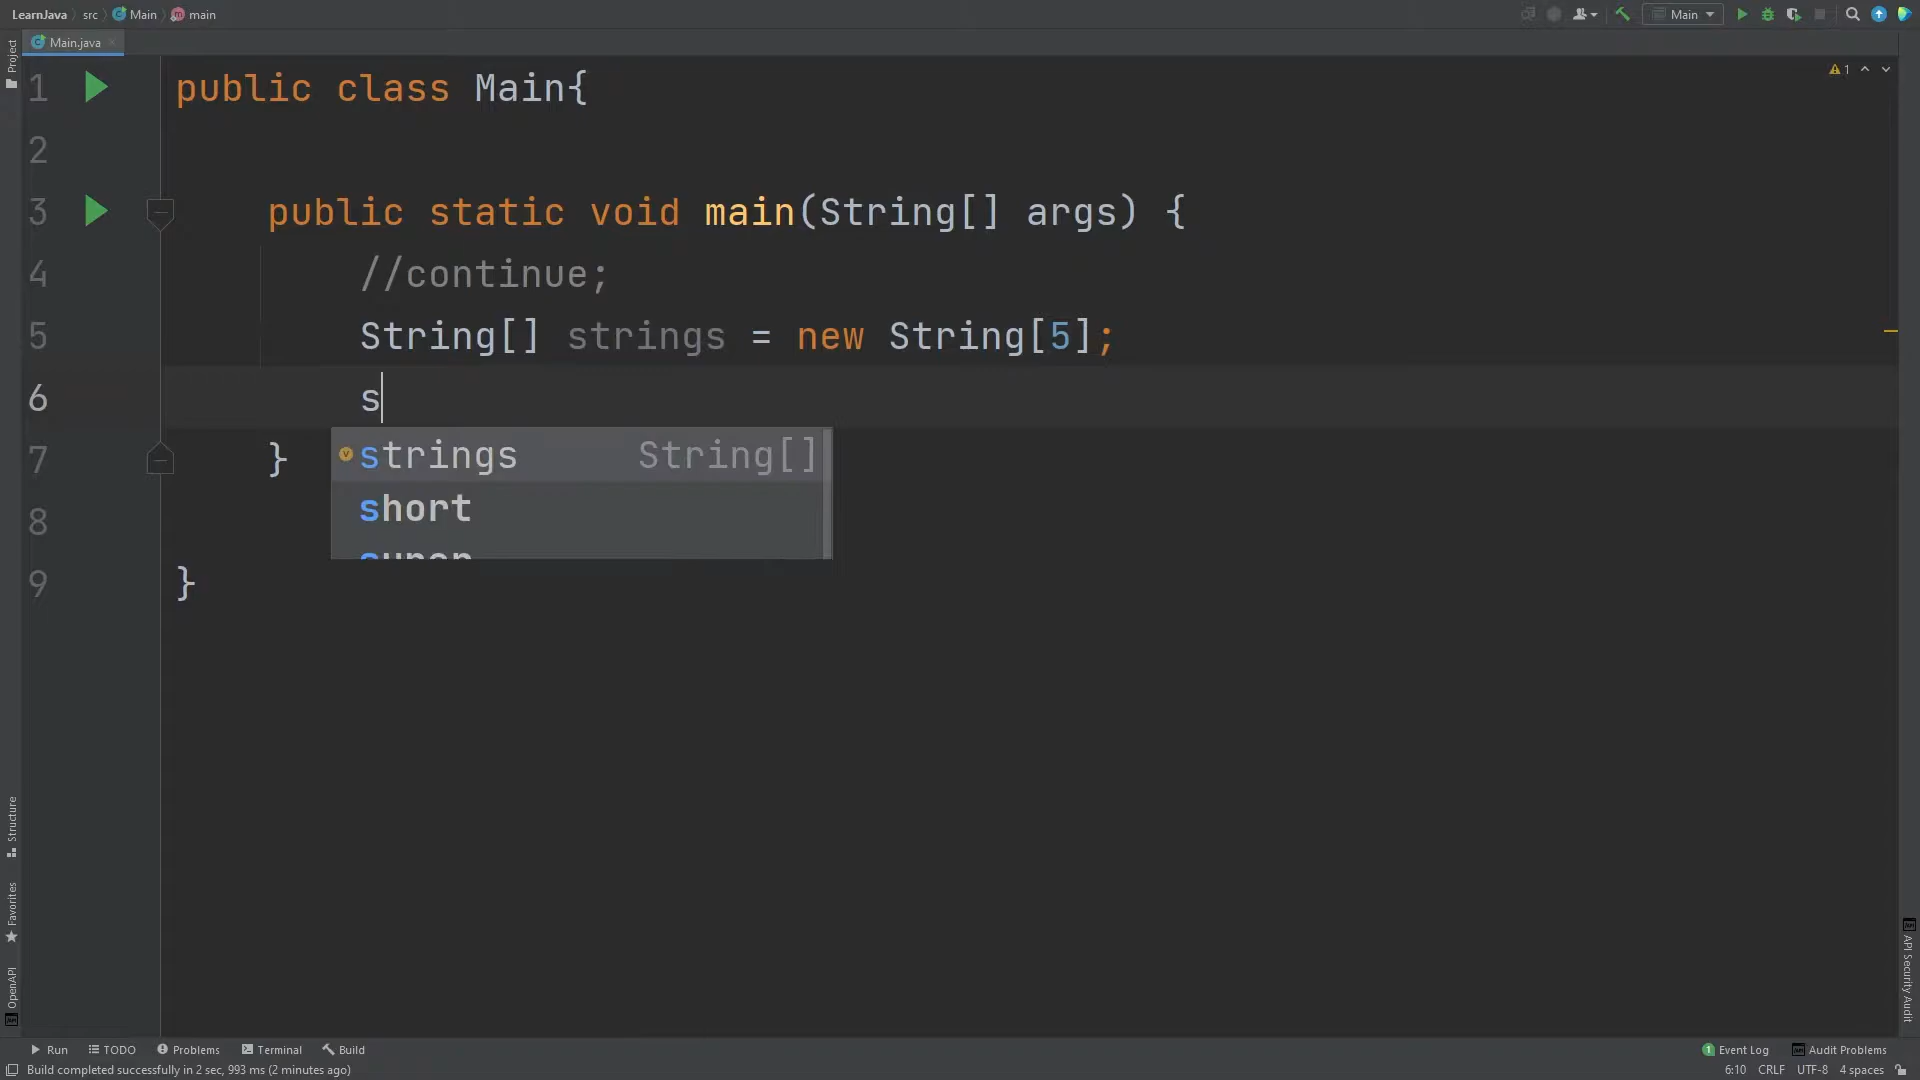 LearnJava src Main main
Main
Main.java
Project
1 public class Main{
1
2
3 public static void main(String[] args) {
4 //continue;
5 String[] strings = new String[5];
6 s
strings String[]
short
7 }
8
9 }
Structure
Favorites
OpenAPI
API Security Audit
Run TODO Problems Terminal Build
1 Event Log Audit Problems
Build completed successfully in 2 sec, 993 ms (2 minutes ago)
6:10 CRLF UTF-8 4 spaces